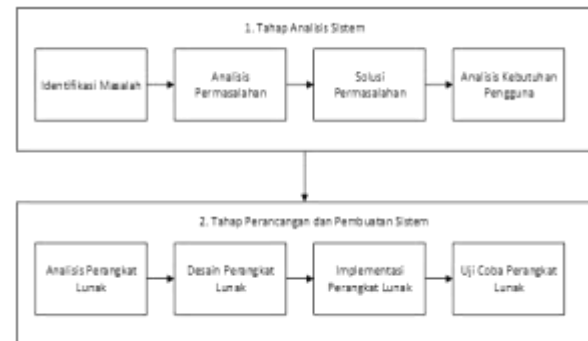 1. Tahap Analisis Sistem
Identifikasi Masalah
Analisis
Permasalahan
Solusi
Permasalahan
Analisis Kebutuhan
Pengguna
2. Tahap Perancangan dan Pembuatan Sistem
Analisis Perangkat
Lunak
Desain Perangkat
Lunak
Implementasi
Perangkat Lunak
Uji Coba Perangkat
Lunak